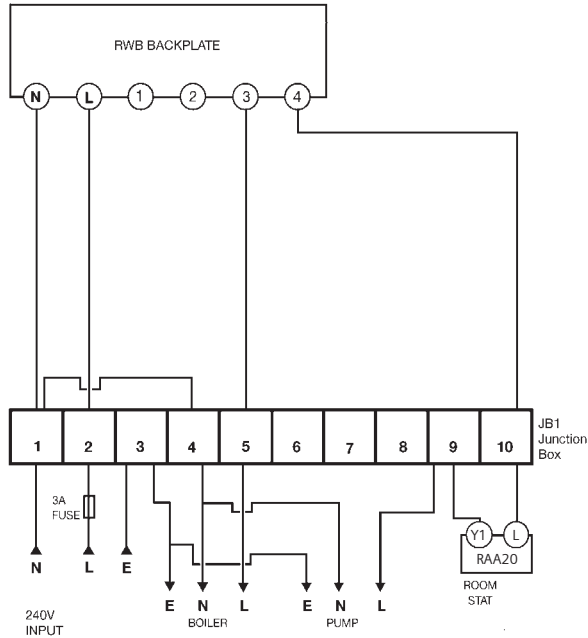 RWB BACKPLATE
N L 1 2 3 4
1 2 3 4 5 6 7 8 9 10
JB1
Junction
Box
3A
FUSE
N L E
Y1 L
RAA20
ROOM
STAT
E N L E N L
BOILER PUMP
240V
INPUT